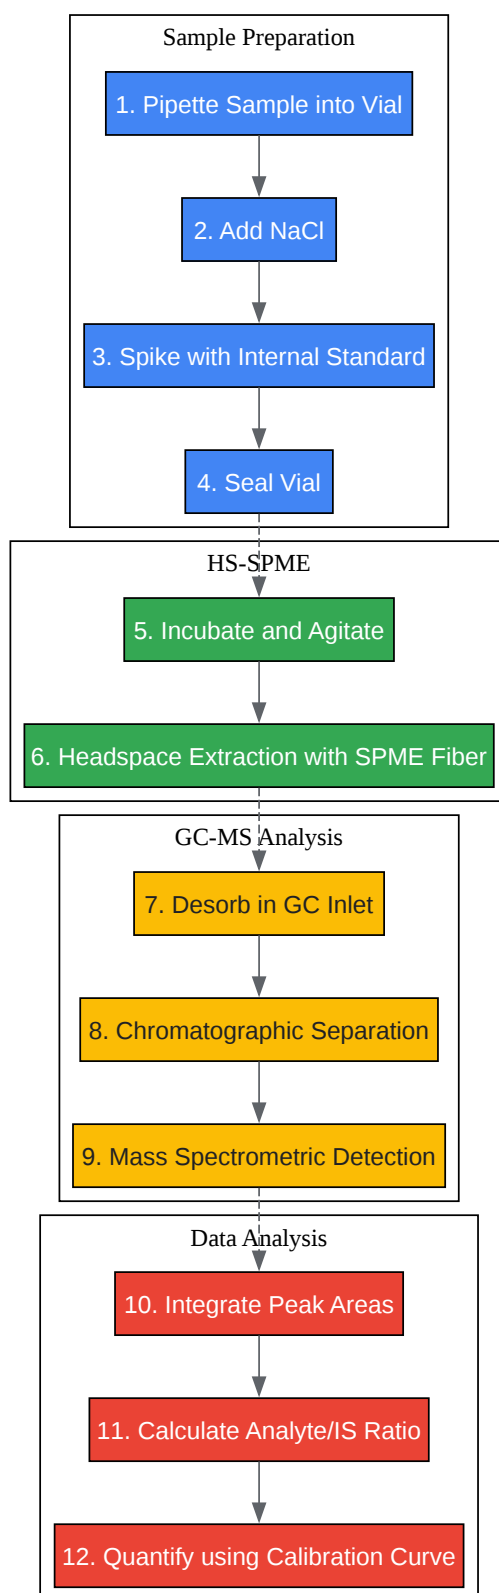 Sample Preparation
1. Pipette Sample into Vial
2. Add NaCl
3. Spike with Internal Standard
4. Seal Vial
HS-SPME
5. Incubate and Agitate
6. Headspace Extraction with SPME Fiber
GC-MS Analysis
7. Desorb in GC Inlet
8. Chromatographic Separation
9. Mass Spectrometric Detection
Data Analysis
10. Integrate Peak Areas
11. Calculate Analyte/IS Ratio
12. Quantify using Calibration Curve